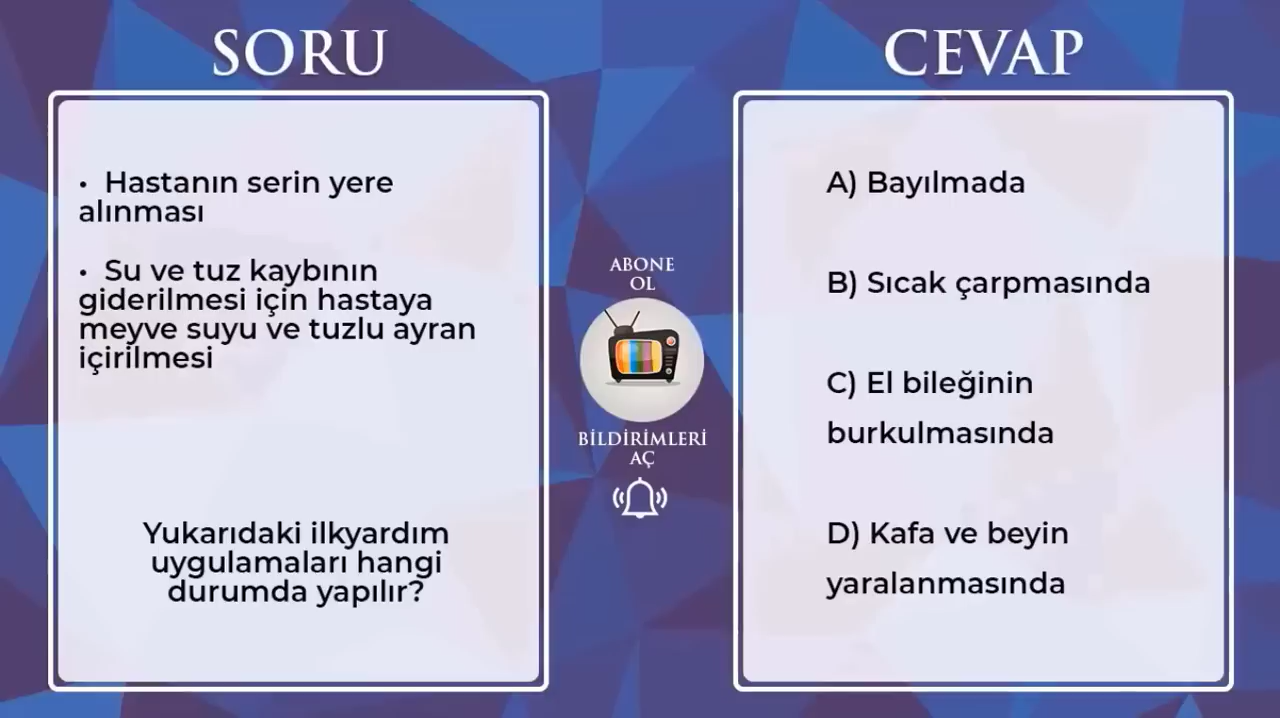 SORU
• Hastanın serin yere
alınması
• Su ve tuz kaybının
giderilmesi için hastaya
meyve suyu ve tuzlu ayran
içirilmesi
Yukarıdaki ilkyardım
uygulamaları hangi
durumda yapılır?
ABONE
OL
BİLDİRİMLERİ
AÇ
CEVAP
A) Bayılmada
B) Sıcak çarpmasında
C) El bileğinin
burkulmasında
D) Kafa ve beyin
yaralanmasında